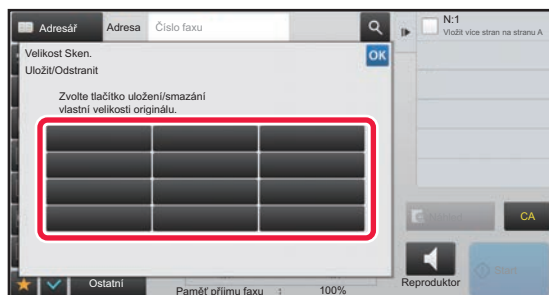 Adresář
Adresa
Číslo faxu
N:1
Vložit více stran na stranu A
Velikost Sken.
OK
Uložit/Odstranit
Zvolte tlačítko uložení/smazání
vlastní velikosti originálu.
CA
Start
Ostatní
Paměť příjmu faxu : 100%
Reproduktor